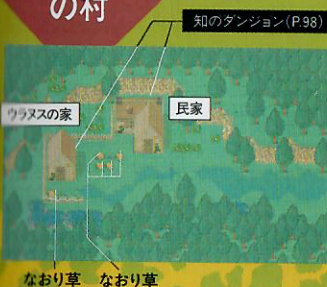 の村
知のダンジョン(P.98)
ウラヌスの家
民家
なおり草
なおり草